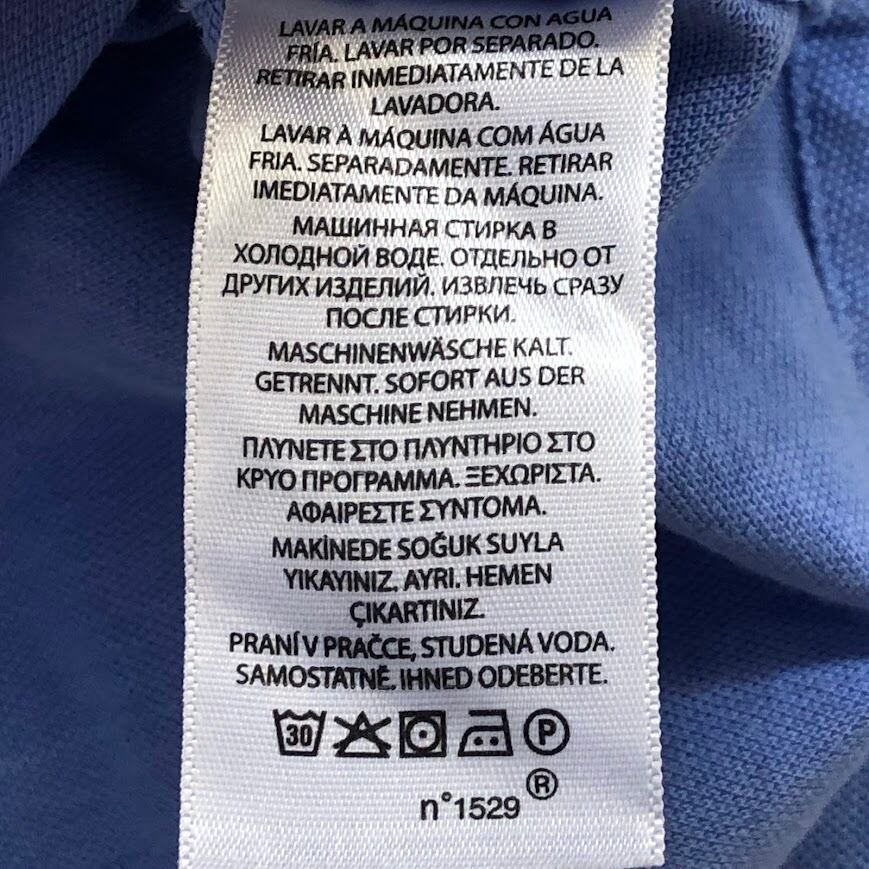 LAVAR A MÁQUINA CON AGUA
FRÍA. LAVAR POR SEPARADO.
RETIRAR INMEDIATAMENTE DE LA
LAVADORA.
LAVAR À MÁQUINA COM ÁGUA
FRIA. SEPARADAMENTE. RETIRAR
IMEDIATAMENTE DA MÁQUINA.
МАШИННАЯ СТИРКА В
ХОЛОДНОЙ ВОДЕ. ОТДЕЛЬНО ОТ
ДРУГИХ ИЗДЕЛИЙ. ИЗВЛЕЧЬ СРАЗУ
ПОСЛЕ СТИРКИ.
MASCHINENWÄSCHE KALT.
GETRENNT. SOFORT AUS DER
MASCHINE NEHMEN.
ΠΛΥΝΕΤΕ ΣΤΟ ΠΛΥΝΤΗΡΙΟ ΣΤΟ
ΚΡΥΟ ΠΡΟΓΡΑΜΜΑ. ΞΕΧΩΡΙΣΤΑ.
ΑΦΑΙΡΕΣΤΕ ΣΥΝΤΟΜΑ.
MAKİNEDE SOĞUK SUYLA
YIKAYINIZ. AYRI. HEMEN
ÇIKARTINIZ.
PRANÍ V PRAČCE, STUDENÁ VODA.
SAMOSTATNĚ. IHNED ODEBERTE.
30 P
n°1529 ®